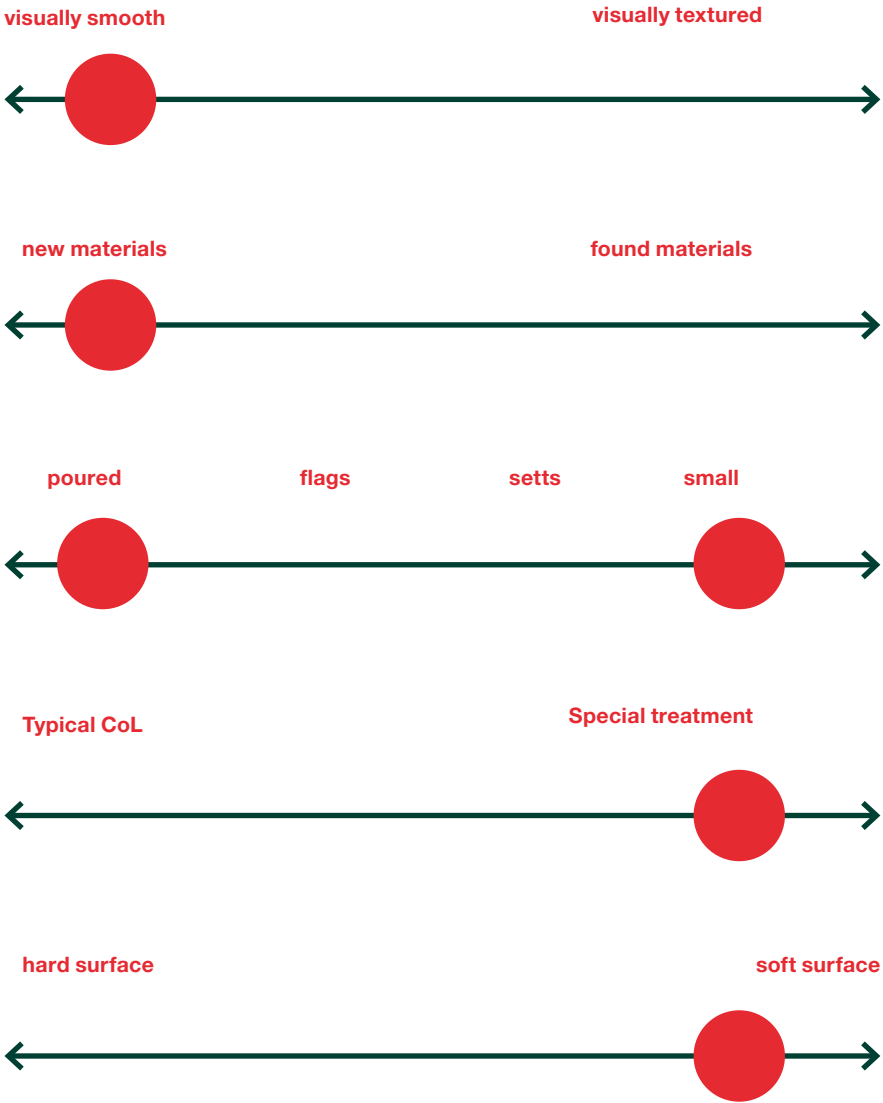 visually smooth
visually textured
new materials
found materials
poured
flags
setts
small
Typical CoL
Special treatment
hard surface
soft surface